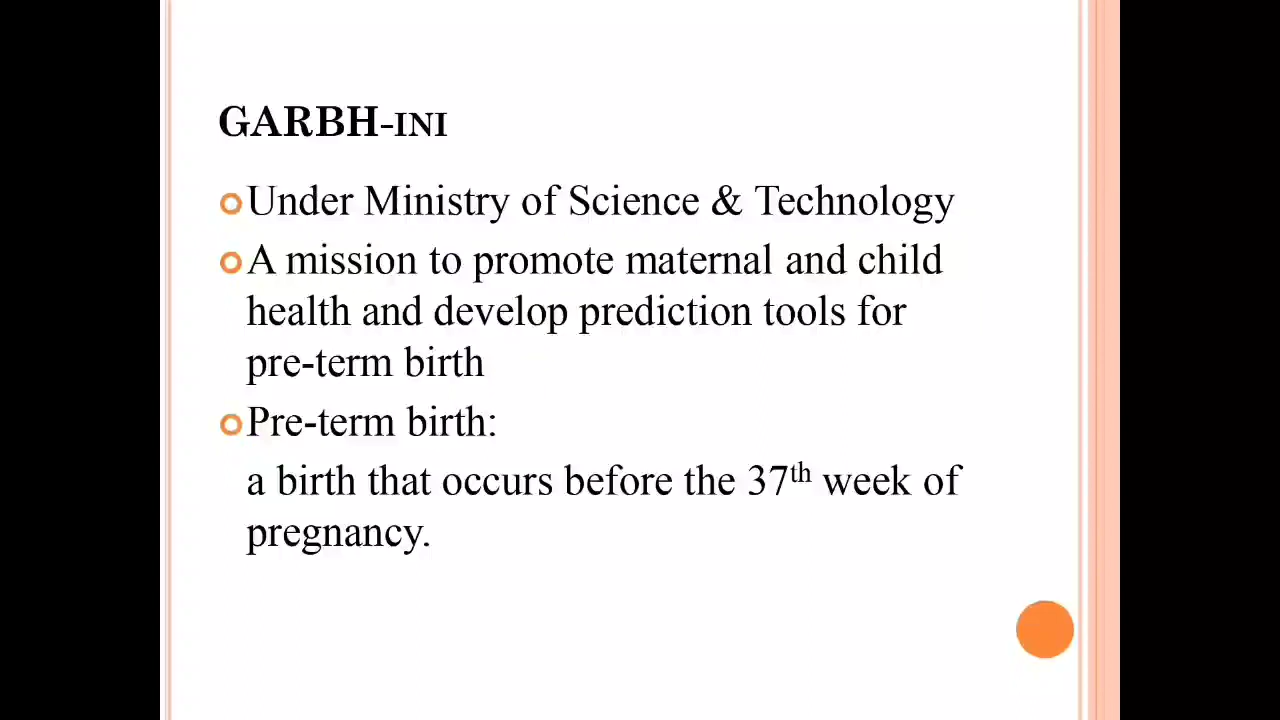 GARBH-INI
Under Ministry of Science & Technology
A mission to promote maternal and child
health and develop prediction tools for
pre-term birth
Pre-term birth:
a birth that occurs before the 37th week of
pregnancy.